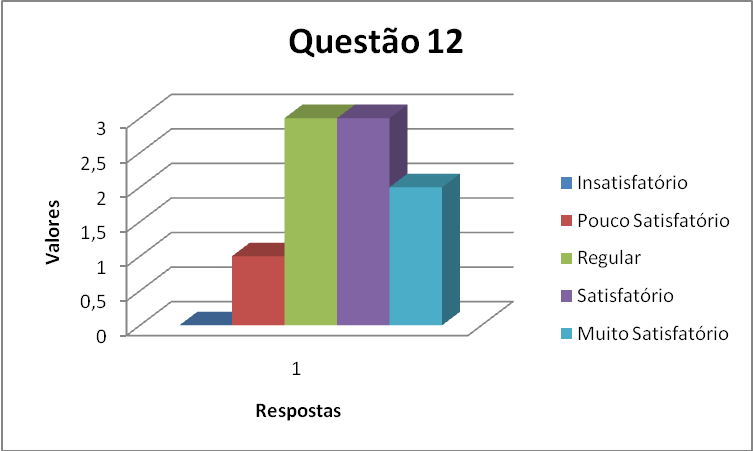 Questão 12
Valores
3
2,5
2
1,5
1
0,5
0
1
Respostas
Insatisfatório
Pouco Satisfatório
Regular
Satisfatório
Muito Satisfatório